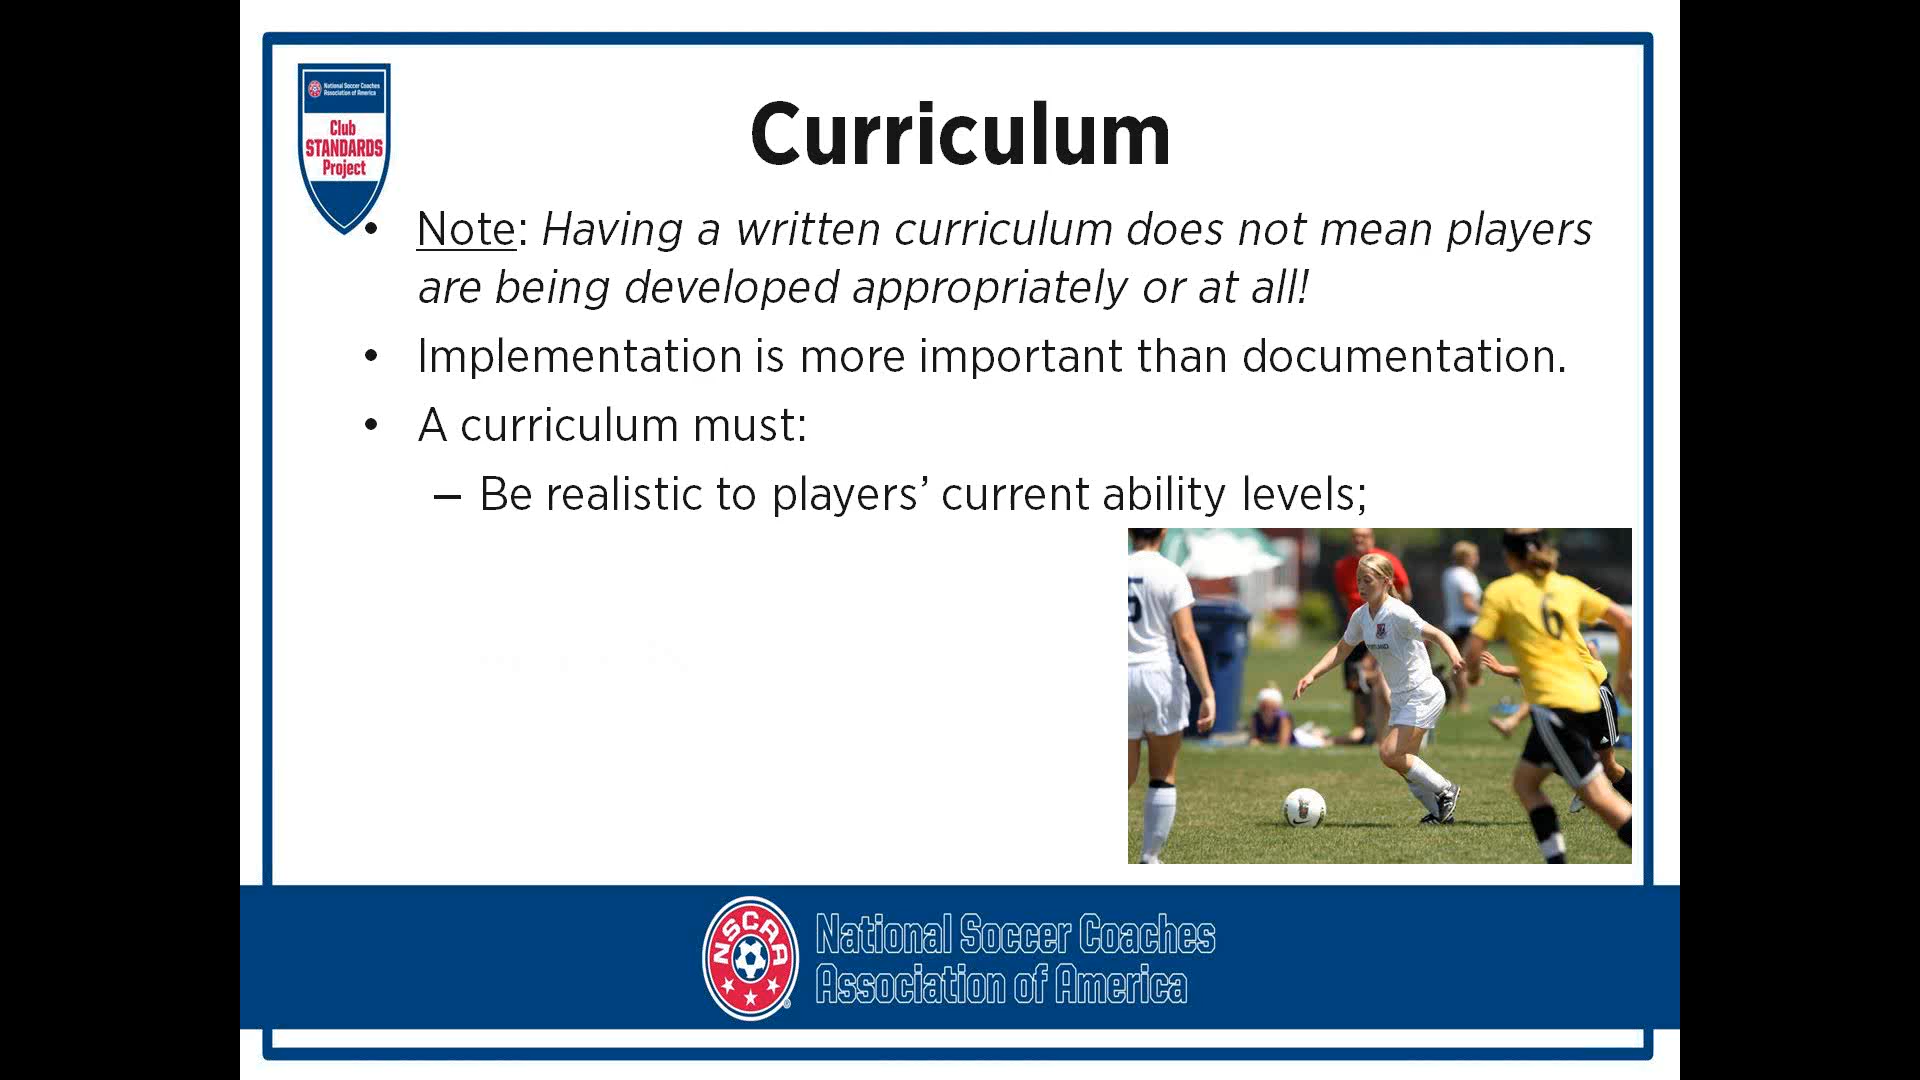 National Soccer Coaches
Association of America
Club
STANDARDS
Project
Curriculum
• Note: Having a written curriculum does not mean players
are being developed appropriately or at all!
• Implementation is more important than documentation.
• A curriculum must:
– Be realistic to players’ current ability levels;
6
NSCAA
®
National Soccer Coaches
Association of America